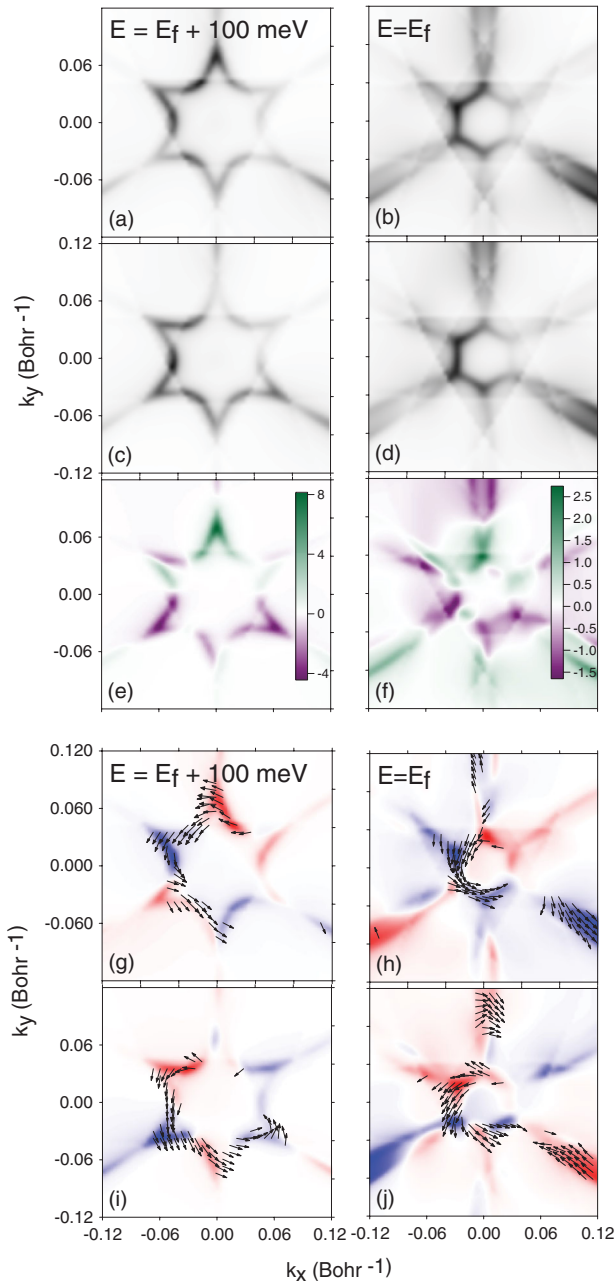 E = Ef + 100 meV
E=Ef
0.06
0.00
-0.06
(a)
(b)
0.12
0.06
0.00
-0.06
-0.12
(c)
(d)
ky (Bohr -1)
8
4
0
-4
2.5
2.0
1.5
1.0
0.5
0.0
-0.5
-1.0
-1.5
0.06
0.00
-0.06
(e)
(f)
E = Ef + 100 meV
E=Ef
0.120
0.060
0.000
-0.060
(g)
(h)
ky (Bohr -1)
0.06
0.00
-0.06
-0.12
(i)
(j)
-0.12 -0.06 0.00 0.06 -0.12 -0.06 0.00 0.06 0.12
kx (Bohr -1)